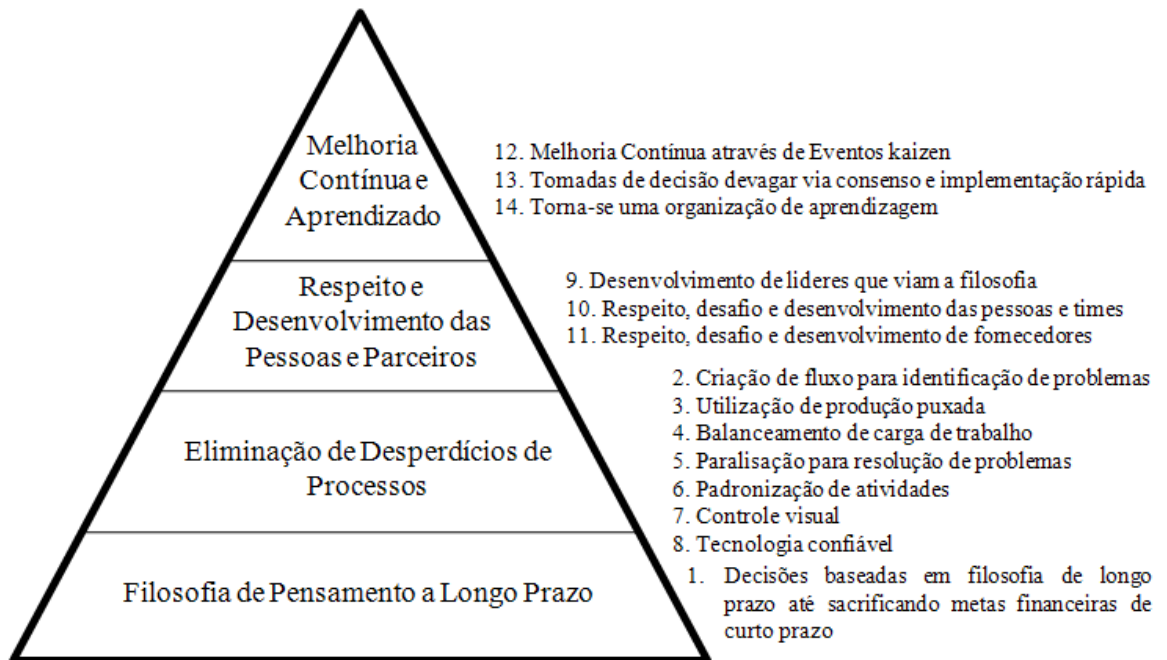 Melhoria
Contínua e
Aprendizado
12. Melhoria Contínua através de Eventos kaizen
13. Tomadas de decisão devagar via consenso e implementação rápida
14. Torna-se uma organização de aprendizagem
Respeito e
Desenvolvimento das
Pessoas e Parceiros
9. Desenvolvimento de lideres que viam a filosofia
10. Respeito, desafio e desenvolvimento das pessoas e times
11. Respeito, desafio e desenvolvimento de fornecedores
Eliminação de Desperdícios de
Processos
2. Criação de fluxo para identificação de problemas
3. Utilização de produção puxada
4. Balanceamento de carga de trabalho
5. Paralisação para resolução de problemas
6. Padronização de atividades
7. Controle visual
8. Tecnologia confiável
Filosofia de Pensamento a Longo Prazo
1. Decisões baseadas em filosofia de longo
prazo até sacrificando metas financeiras de
curto prazo